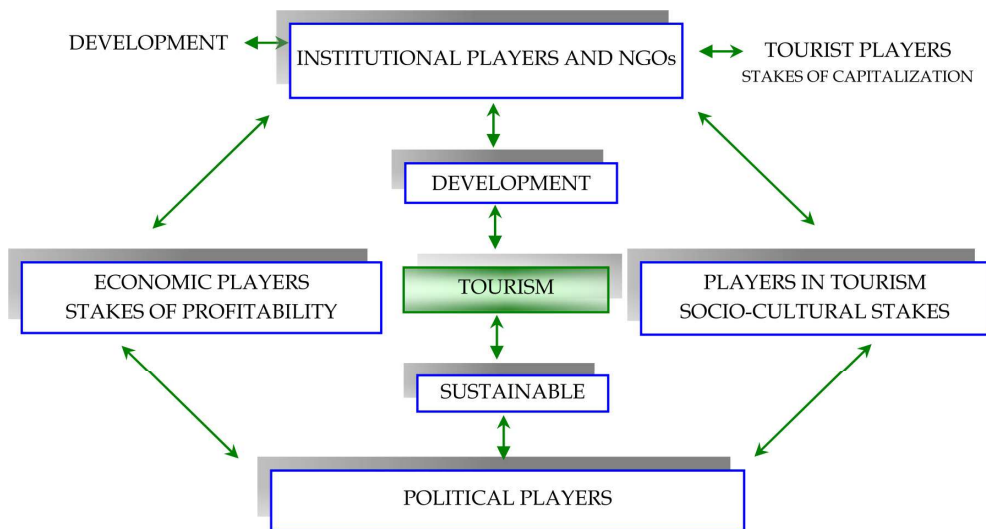 DEVELOPMENT
INSTITUTIONAL PLAYERS AND NGOs
TOURIST PLAYERS
STAKES OF CAPITALIZATION
DEVELOPMENT
ECONOMIC PLAYERS
STAKES OF PROFITABILITY
TOURISM
PLAYERS IN TOURISM
SOCIO-CULTURAL STAKES
SUSTAINABLE
POLITICAL PLAYERS